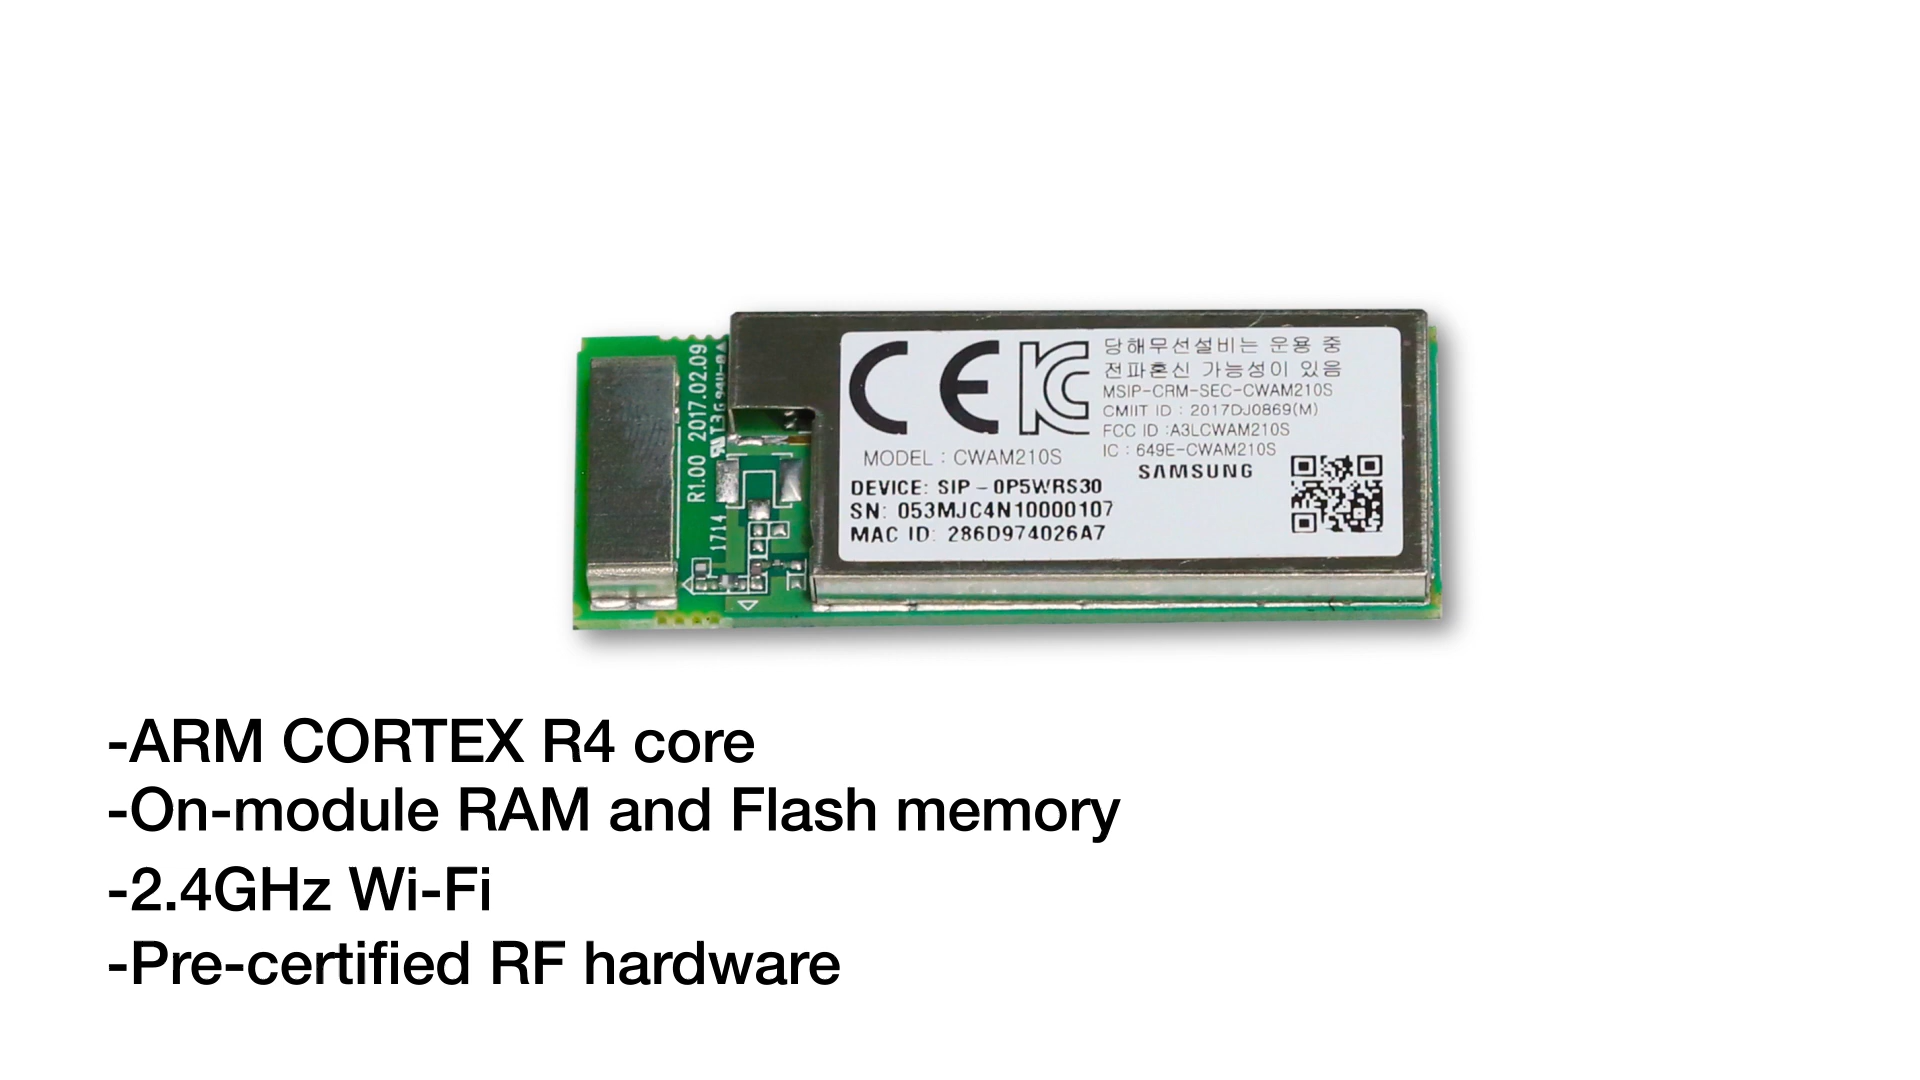 R1.00 2017.02.09
1714
CE
KC
당해무선설비는 운용 중
전파혼신 가능성이 있음
MSIP-CRM-SEC-CWAM210S
CMIIT ID : 2017DJ0869(M)
FCC ID :A3LCWAM210S
IC : 649E-CWAM210S
SAMSUNG
MODEL : CWAM210S
DEVICE: SIP – 0P5WRS30
SN: 053MJC4N10000107
MAC ID: 286D974026A7
-ARM CORTEX R4 core
-On-module RAM and Flash memory
-2.4GHz Wi-Fi
-Pre-certified RF hardware